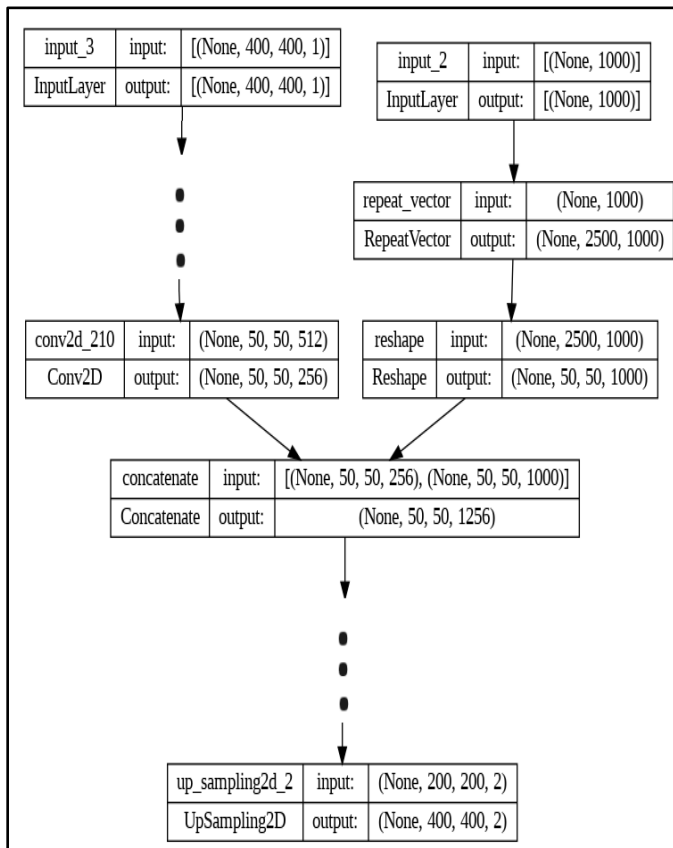 input_3 input: [(None, 400, 400, 1)]
InputLayer output: [(None, 400, 400, 1)]
input_2 input: [(None, 1000)]
InputLayer output: [(None, 1000)]
repeat_vector input: (None, 1000)
RepeatVector output: (None, 2500, 1000)
conv2d_210 input: (None, 50, 50, 512)
Conv2D output: (None, 50, 50, 256)
reshape input: (None, 2500, 1000)
Reshape output: (None, 50, 50, 1000)
concatenate input: [(None, 50, 50, 256), (None, 50, 50, 1000)]
Concatenate output: (None, 50, 50, 1256)
up_sampling2d_2 input: (None, 200, 200, 2)
UpSampling2D output: (None, 400, 400, 2)